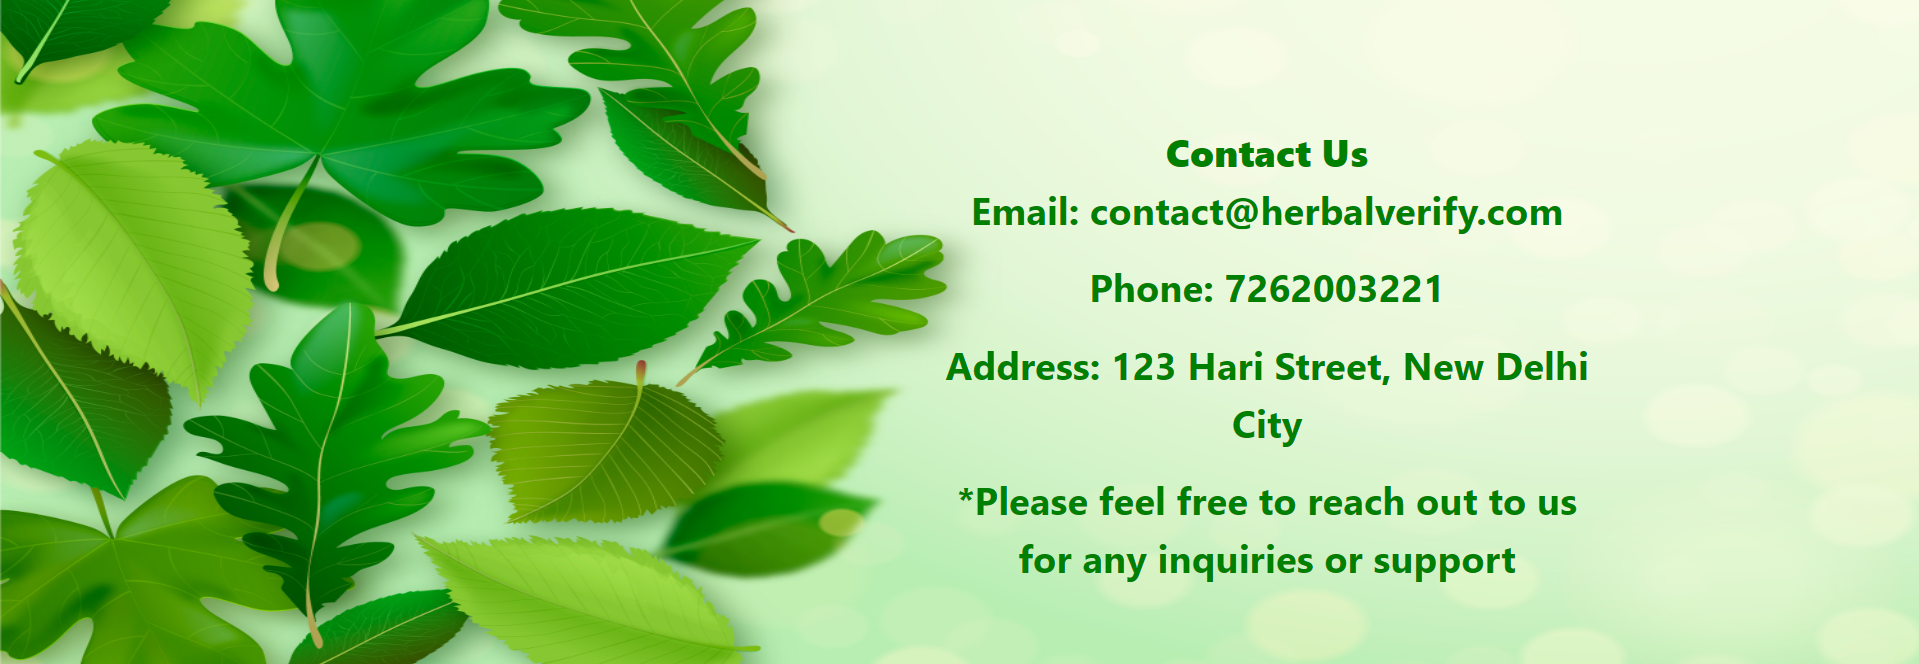 Contact Us
Email: contact@herbalverify.com
Phone: 7262003221
Address: 123 Hari Street, New Delhi
City
*Please feel free to reach out to us
for any inquiries or support